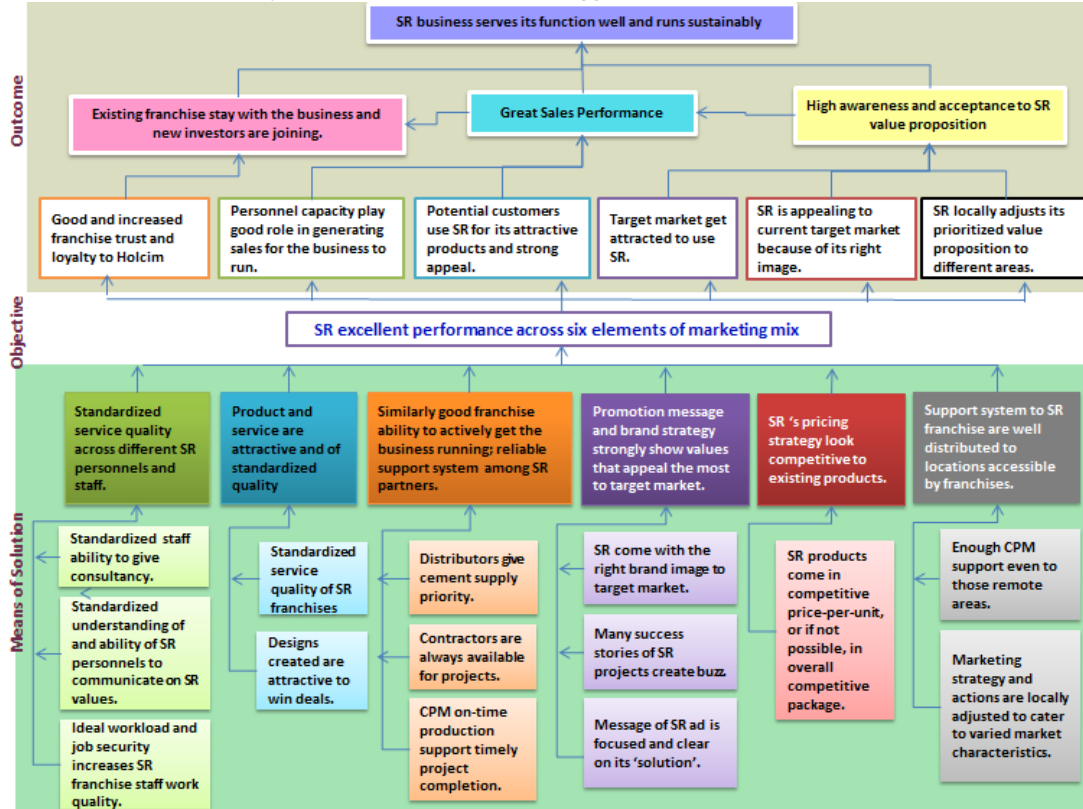 SR business serves its function well and runs sustainably
Outcome
Existing franchise stay with the business and
new investors are joining.
Great Sales Performance
High awareness and acceptance to SR
value proposition
Good and increased
franchise trust and
loyalty to Holcim
Personnel capacity play
good role in generating
sales for the business to
run.
Potential customers
use SR for its attractive
products and strong
appeal.
Target market get
attracted to use
SR.
SR is appealing to
current target market
because of its right
image.
SR locally adjusts its
prioritized value
proposition to
different areas.
Objective
SR excellent performance across six elements of marketing mix
Means of Solution
Standardized
service quality
across different SR
personnels and
staff.
Product and
service are
attractive and of
standardized
quality
Similarly good franchise
ability to actively get the
business running; reliable
support system among SR
partners.
Promotion message
and brand strategy
strongly show values
that appeal the most
to target market.
SR 's pricing
strategy look
competitive to
existing products.
Support system to SR
franchise are well
distributed to
locations accessible
by franchises.
Standardized staff
ability to give
consultancy.
Standardized
understanding of
and ability of SR
personnels to
communicate on SR
values.
Ideal workload and
job security
increases SR
franchise staff work
quality.
Standardized
service quality
of SR franchises
Designs
created are
attractive to
win deals.
Distributors give
cement supply
priority.
Contractors are
always available
for projects.
CPM on-time
production
support timely
project
completion.
SR come with the
right brand image to
target market.
Many success
stories of SR
projects create buzz.
Message of SR ad is
focused and clear
on its 'solution'.
SR products
come in
competitive
price-per-unit,
or if not
possible, in
overall
competitive
package.
Enough CPM
support even to
those remote
areas.
Marketing
strategy and
actions are locally
adjusted to cater
to varied market
characteristics.